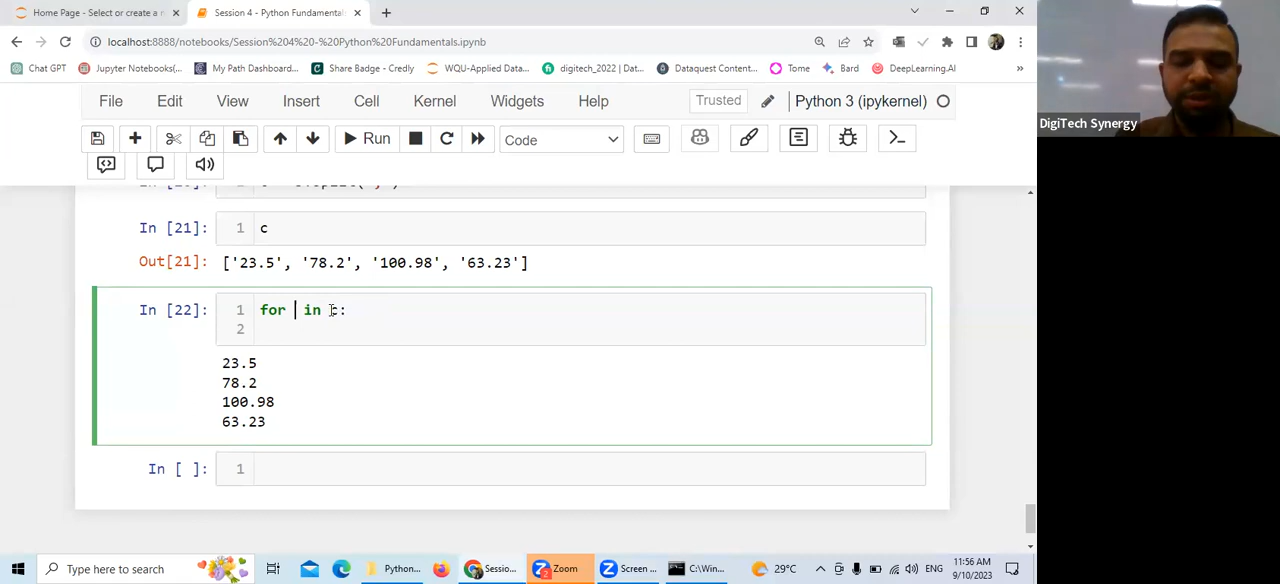 Home Page - Select or create a n
Session 4 - Python Fundamental
localhost:8888/notebooks/Session%204%20-%20Python%20Fundamentals.ipynb
Chat GPT
Jupyter Notebooks(...
My Path Dashboard...
Share Badge - Credly
WQU-Applied Data...
digitech_2022 | Dat...
Dataquest Content...
Tome
Bard
DeepLearning.AI
»
File Edit View Insert Cell Kernel Widgets Help
Trusted
Python 3 (ipykernel)
Run
Code
DigiTech Synergy
In [21]:
1 c
Out[21]: ['23.5', '78.2', '100.98', '63.23']
In [22]:
1 for in c:
2
23.5
78.2
100.98
63.23
In [ ]:
1
Type here to search
Python...
Sessio...
2 Zoom
Screen ...
C:\Win...
29°C
ENG
11:56 AM
9/10/2023